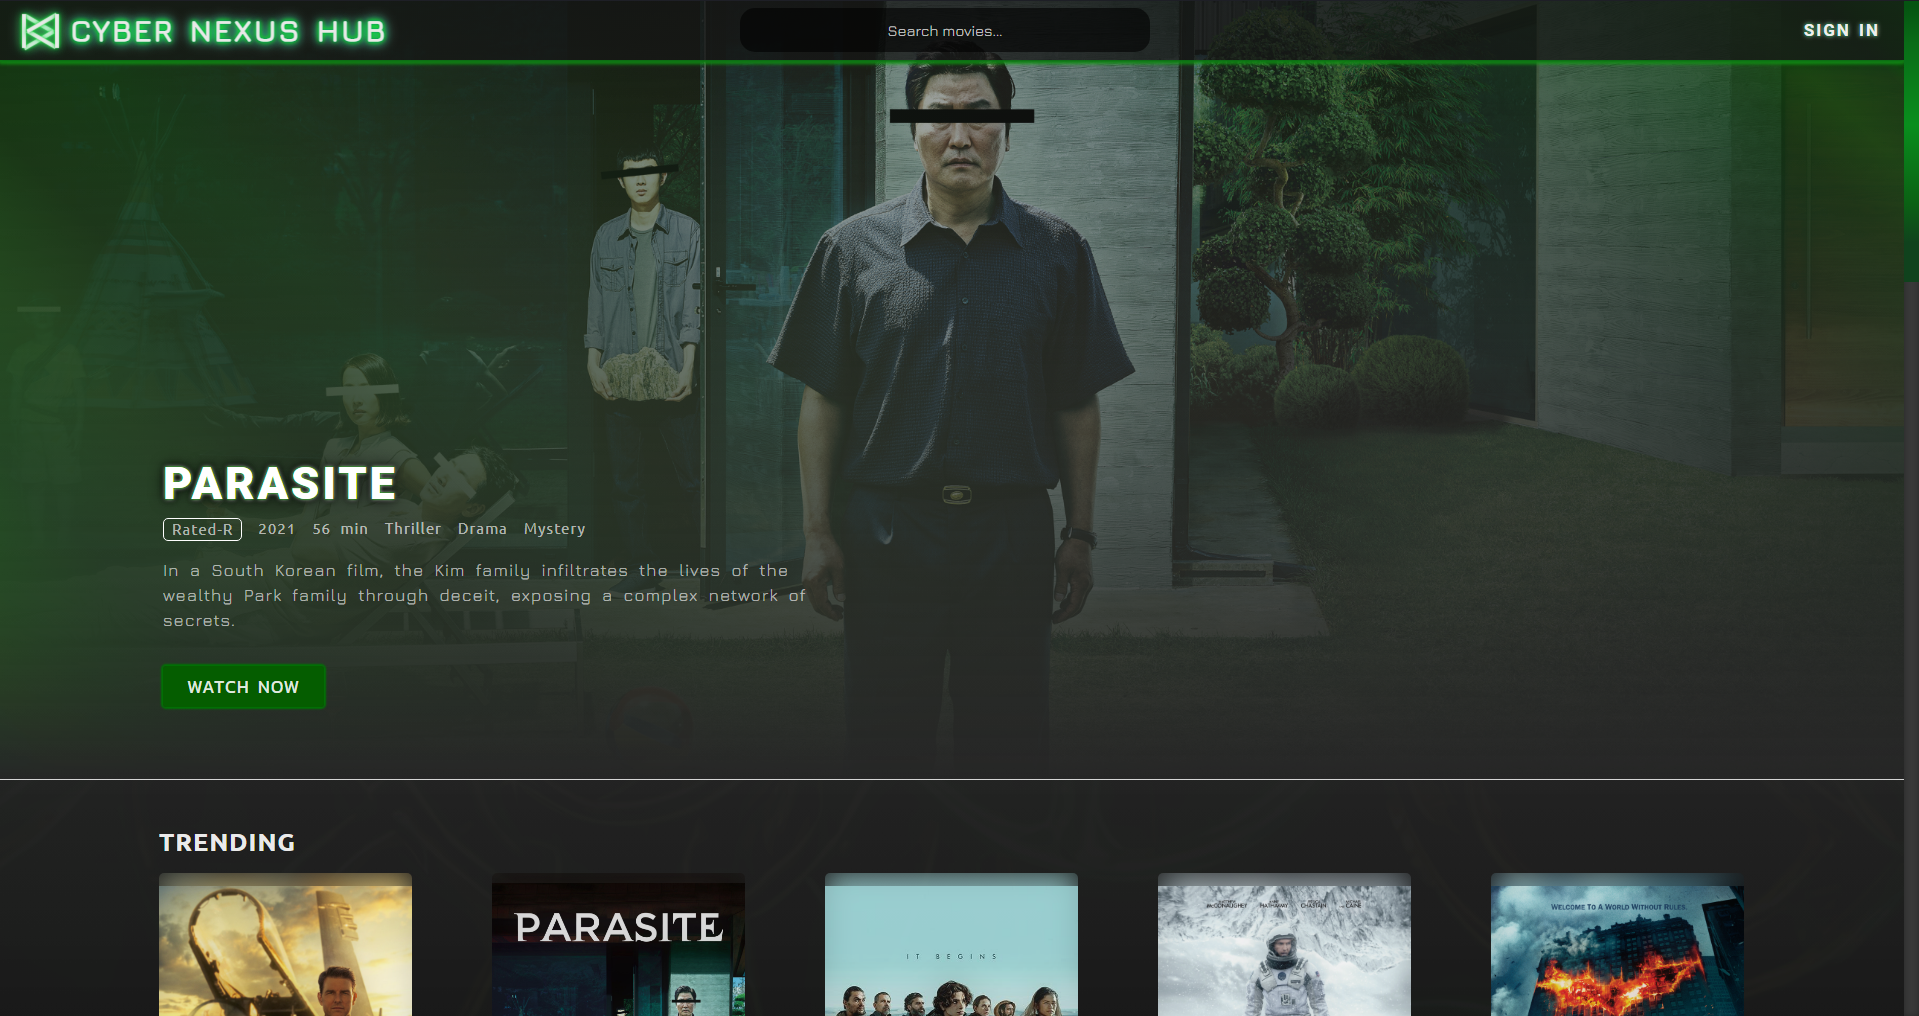 CYBER NEXUS HUB
Search movies...
SIGN IN
PARASITE
Rated-R 2021 56 min Thriller Drama Mystery
In a South Korean film, the Kim family infiltrates the lives of the
wealthy Park family through deceit, exposing a complex network of
secrets.
WATCH NOW
TRENDING
PARASITE
IT BEGINS
McCONAUGHEY HATHAWAY CHASTAIN CAINE
WELCOME TO A WORLD WITHOUT RULES.